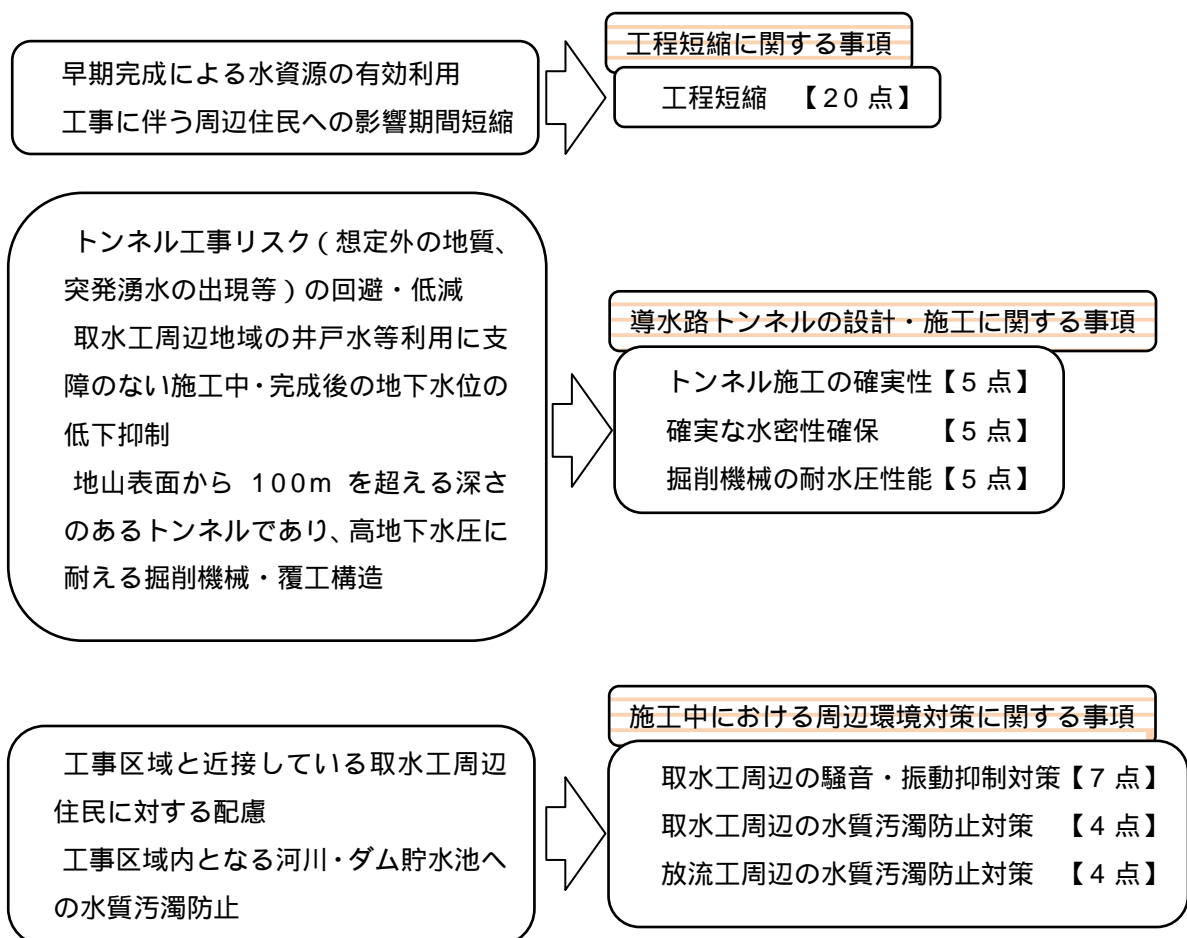 早期完成による水資源の有効利用
工事に伴う周辺住民への影響期間短縮
工程短縮に関する事項
工程短縮 【20点】
トンネル工事リスク(想定外の地質、
突発湧水の出現等)の回避・低減
取水工周辺地域の井戸水等利用に支
障のない施工中・完成後の地下水位の
低下抑制
地山表面から 100m を超える深さ
のあるトンネルであり、高地下水圧に
耐える掘削機械・覆工構造
導水路トンネルの設計・施工に関する事項
トンネル施工の確実性【5点】
確実な水密性確保 【5点】
掘削機械の耐水圧性能【5点】
工事区域と近接している取水工周辺
住民に対する配慮
工事区域内となる河川・ダム貯水池へ
の水質汚濁防止
施工中における周辺環境対策に関する事項
取水工周辺の騒音・振動抑制対策【7点】
取水工周辺の水質汚濁防止対策 【4点】
放流工周辺の水質汚濁防止対策 【4点】